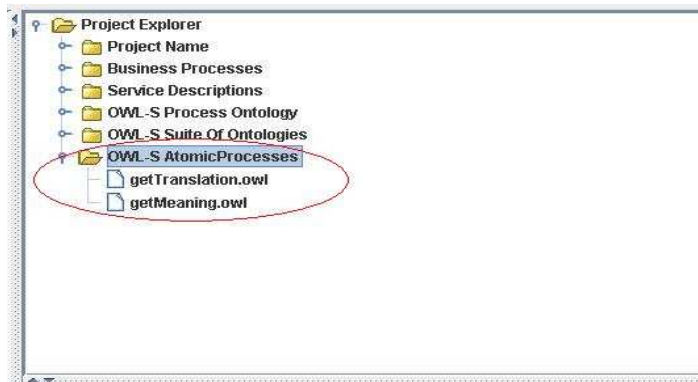 Project Explorer
Project Name
Business Processes
Service Descriptions
OWL-S Process Ontology
OWL-S Suite Of Ontologies
OWL-S AtomicProcesses
getTranslation.owl
getMeaning.owl